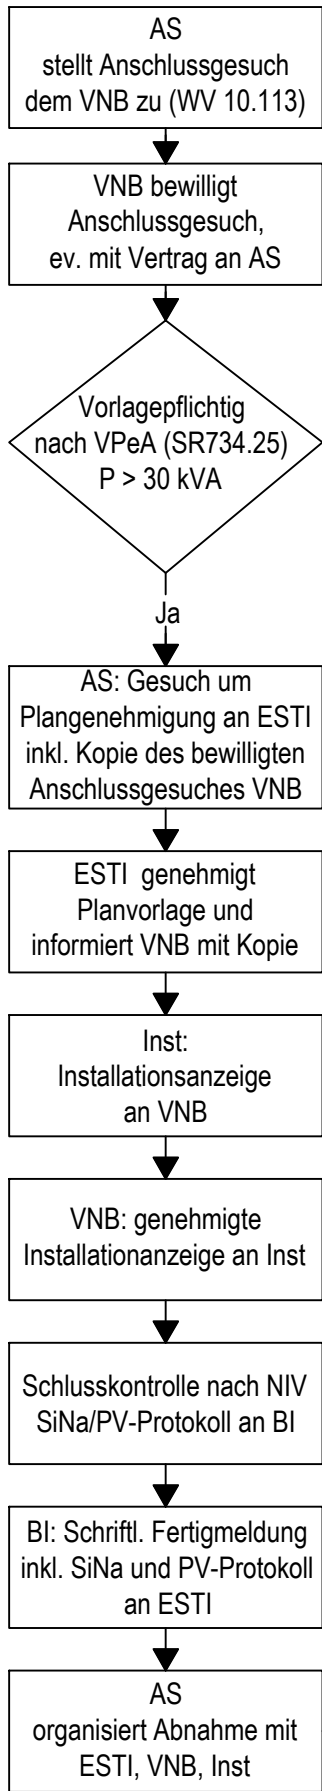 AS
stellt Anschlussgesuch
dem VNB zu (WV 10.113)
VNB bewilligt
Anschlussgesuch,
ev. mit Vertrag an AS
Vorlagepflichtig
nach VPeA (SR734.25)
P > 30 kVA
Ja
AS: Gesuch um
Plangenehmigung an ESTI
inkl. Kopie des bewilligten
Anschlussgesuches VNB
ESTI genehmigt
Planvorlage und
informiert VNB mit Kopie
Inst:
Installationsanzeige
an VNB
VNB: genehmigte
Installationanzeige an Inst
Schlusskontrolle nach NIV
SiNa/PV-Protokoll an BI
BI: Schriftl. Fertigmeldung
inkl. SiNa und PV-Protokoll
an ESTI
AS
organisiert Abnahme mit
ESTI, VNB, Inst